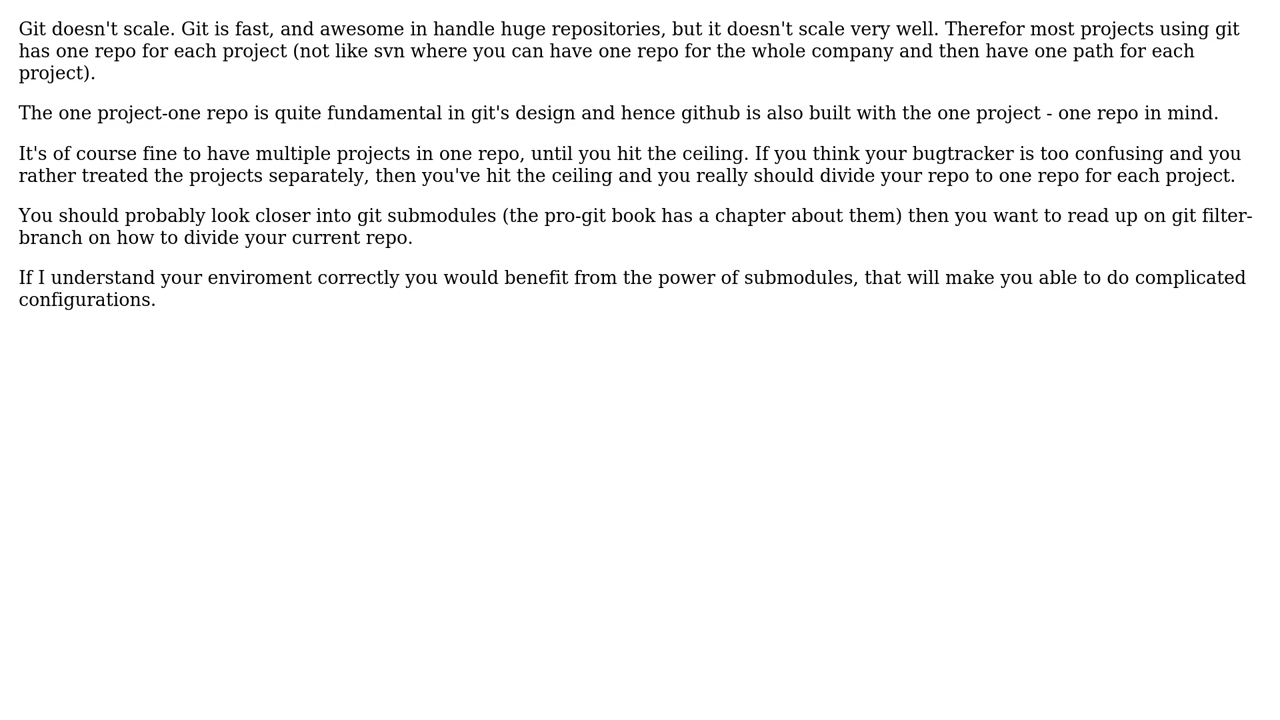 Git doesn't scale. Git is fast, and awesome in handle huge repositories, but it doesn't scale very well. Therefor most projects using git
has one repo for each project (not like svn where you can have one repo for the whole company and then have one path for each
project).
The one project-one repo is quite fundamental in git's design and hence github is also built with the one project - one repo in mind.
It's of course fine to have multiple projects in one repo, until you hit the ceiling. If you think your bugtracker is too confusing and you
rather treated the projects separately, then you've hit the ceiling and you really should divide your repo to one repo for each project.
You should probably look closer into git submodules (the pro-git book has a chapter about them) then you want to read up on git filter-
branch on how to divide your current repo.
If I understand your enviroment correctly you would benefit from the power of submodules, that will make you able to do complicated
configurations.